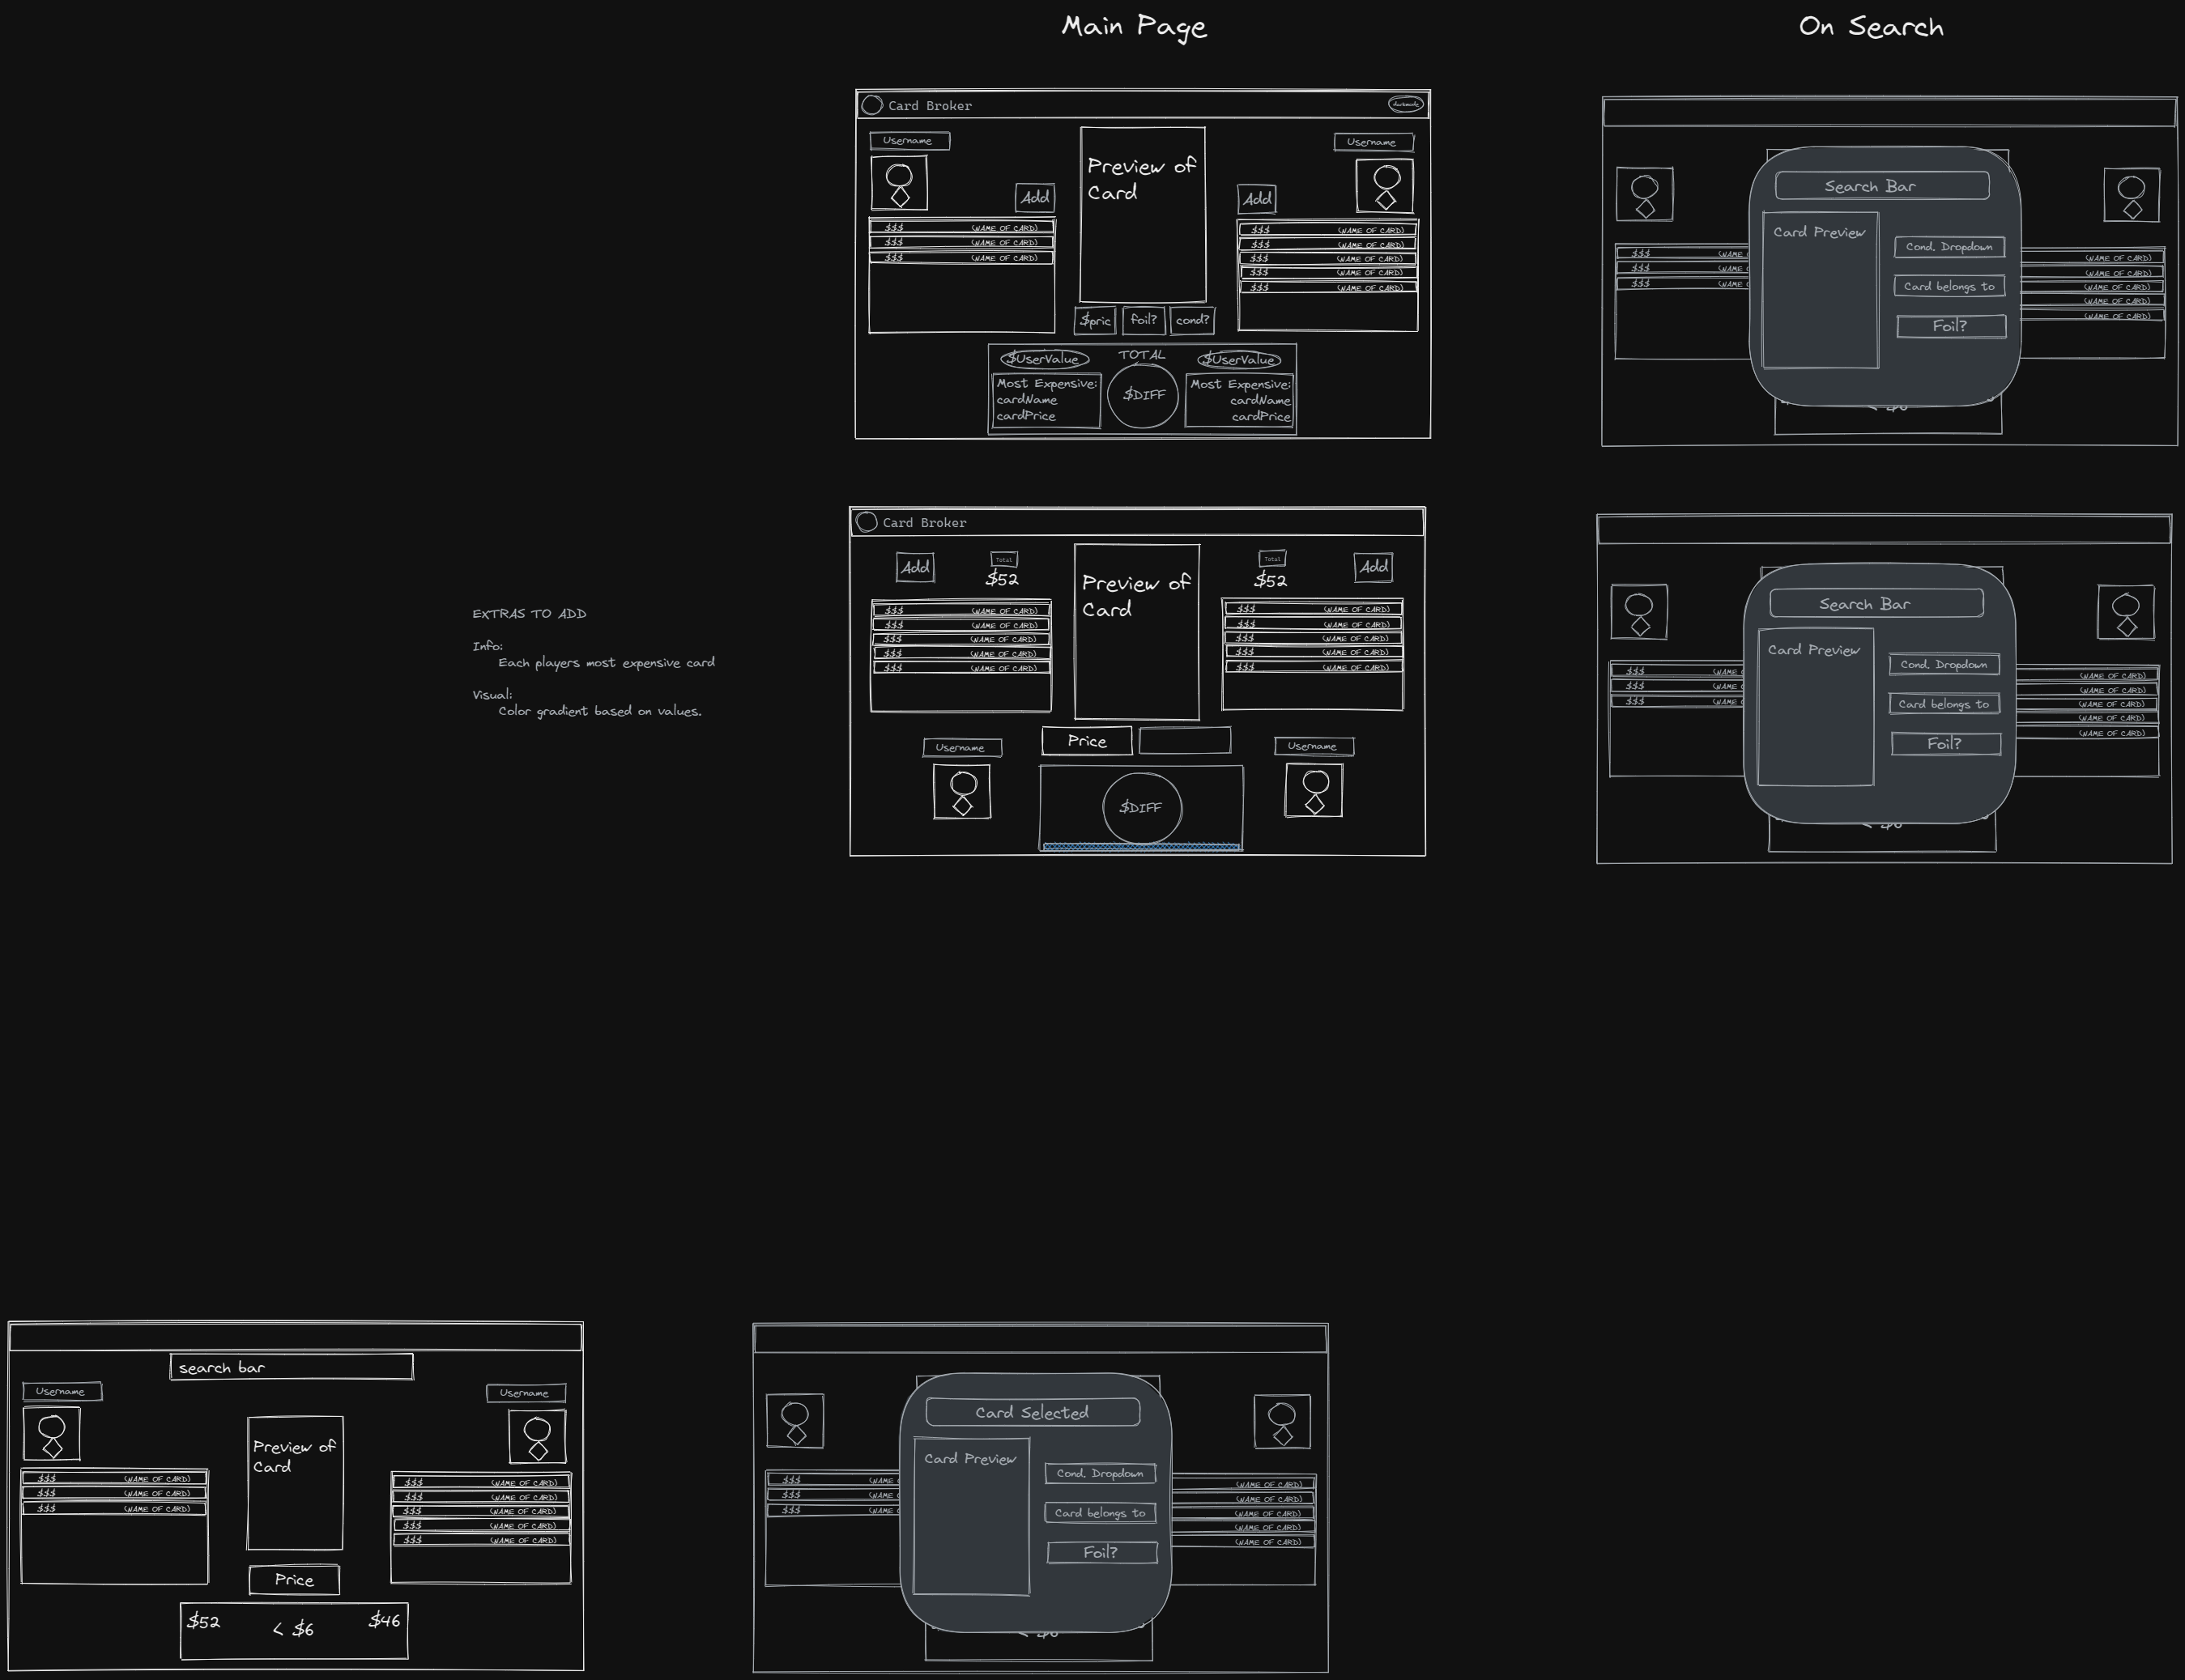 Main Page
On Search
Card Broker
darkmode
Username
Username
Preview of
Card
Add
Add
$$$ (NAME OF CARD)
$$$ (NAME OF CARD)
$$$ (NAME OF CARD)
$$$ (NAME OF CARD)
$$$ (NAME OF CARD)
$$$ (NAME OF CARD)
$$$ (NAME OF CARD)
$$$ (NAME OF CARD)
$pric
foil?
cond?
$UserValue
TOTAL
$UserValue
Most Expensive:
cardName
cardPrice
$DIFF
Most Expensive:
cardName
cardPrice
Search Bar
Card Preview
Cond. Dropdown
Card belongs to
Foil?
$$$ (NAME
$$$ (NAME
$$$ (NAME
(NAME OF CARD)
(NAME OF CARD)
(NAME OF CARD)
(NAME OF CARD)
(NAME OF CARD)
< $6
Card Broker
Add
Total
$52
Preview of
Card
Total
$52
Add
$$$ (NAME OF CARD)
$$$ (NAME OF CARD)
$$$ (NAME OF CARD)
$$$ (NAME OF CARD)
$$$ (NAME OF CARD)
$$$ (NAME OF CARD)
$$$ (NAME OF CARD)
$$$ (NAME OF CARD)
$$$ (NAME OF CARD)
$$$ (NAME OF CARD)
Username
Price
Username
$DIFF
Search Bar
Card Preview
Cond. Dropdown
Card belongs to
Foil?
$$$ (NAME
$$$ (NAME
$$$ (NAME
(NAME OF CARD)
(NAME OF CARD)
(NAME OF CARD)
(NAME OF CARD)
(NAME OF CARD)
< $6
EXTRAS TO ADD
Info:
Each players most expensive card
Visual:
Color gradient based on values.
search bar
Username
Username
Preview of
Card
$$$ (NAME OF CARD)
$$$ (NAME OF CARD)
$$$ (NAME OF CARD)
$$$ (NAME OF CARD)
$$$ (NAME OF CARD)
$$$ (NAME OF CARD)
$$$ (NAME OF CARD)
$$$ (NAME OF CARD)
Price
$52
< $6
$46
Card Selected
Card Preview
Cond. Dropdown
Card belongs to
Foil?
$$$ (NAME
$$$ (NAME
$$$ (NAME
(NAME OF CARD)
(NAME OF CARD)
(NAME OF CARD)
(NAME OF CARD)
(NAME OF CARD)
< $6